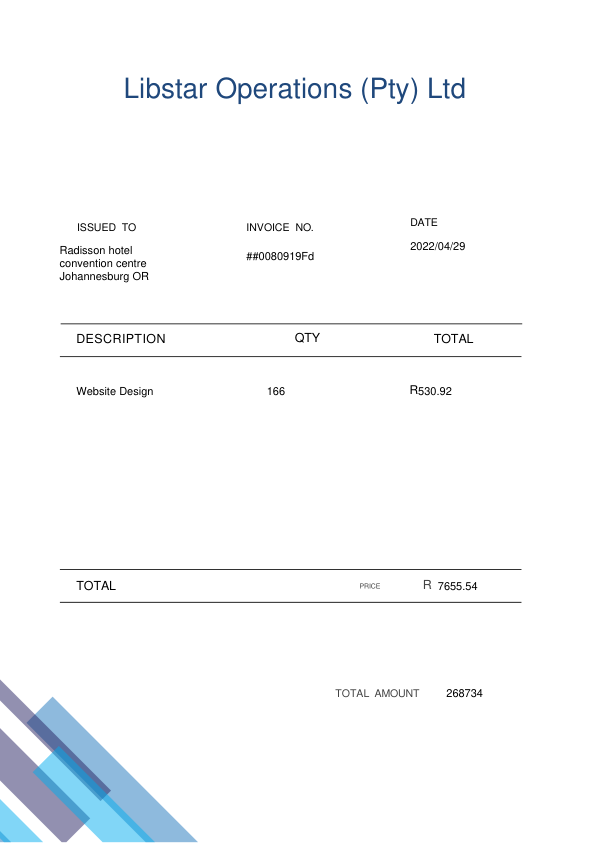 Libstar Operations (Pty) Ltd
ISSUED TO
INVOICE NO.
DATE
Radisson hotel
convention centre
Johannesburg OR
##0080919Fd
2022/04/29
DESCRIPTION QTY TOTAL
Website Design 166 R530.92
TOTAL PRICE R 7655.54
TOTAL AMOUNT 268734